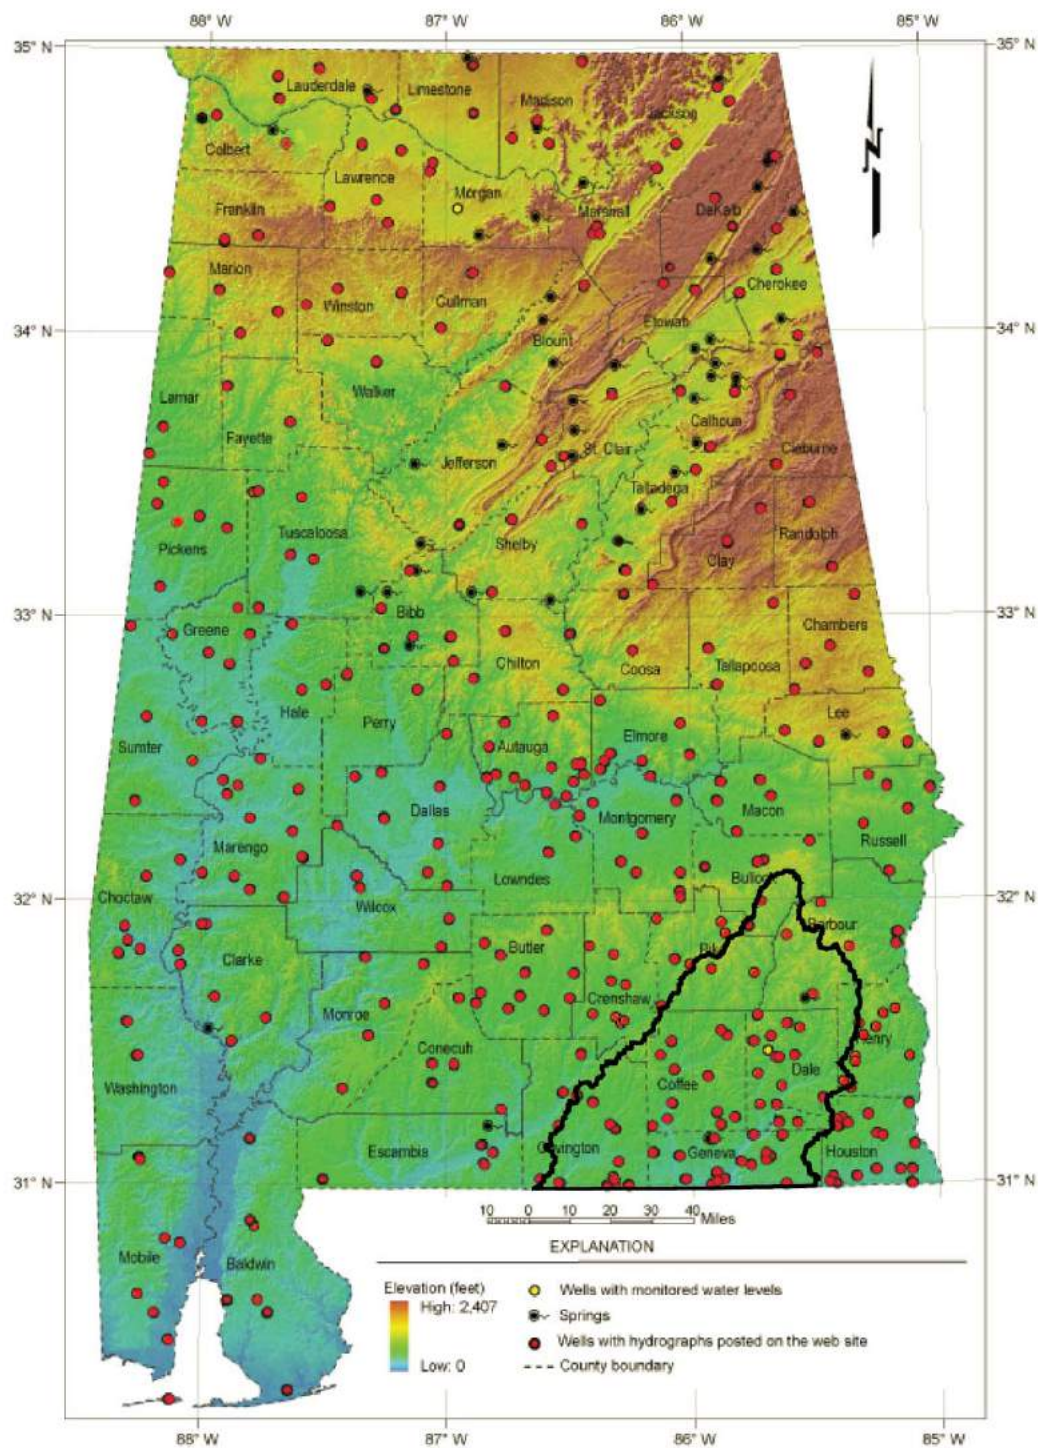 88° W 87° W 86° W 85° W
35° N 35° N
Lauderdale Limestone Madison Jackson
Colbert
Lawrence
Morgan
Franklin Marshall DeKalb
Marion
Winston Cullman Cherokee
Etowah
34° N 34° N
Blount
Walker
Lamar
Fayette Calhoun
Jefferson St. Clair Cleburne
Talladega
Tuscaloosa Shelby Randolph
Pickens
Clay
33° N 33° N
Bibb
Greene Chambers
Chilton Coosa Tallapoosa
Hale
Perry Lee
Sumter Autauga Elmore
Dallas Montgomery Macon
Russell
Marengo
Lowndes Bullock
32° N 32° N
Choctaw Wilcox
Barbour
Clarke Butler Pike
Crenshaw
Monroe
Conecuh Henry
Washington Coffee Dale
Escambia Covington Geneva Houston
31° N 31° N
10 0 10 20 30 40 Miles
EXPLANATION
Mobile Baldwin
Elevation (feet)
High: 2,407
Low: 0
Wells with monitored water levels
Springs
Wells with hydrographs posted on the web site
County boundary
88° W 87° W 86° W 85° W
N